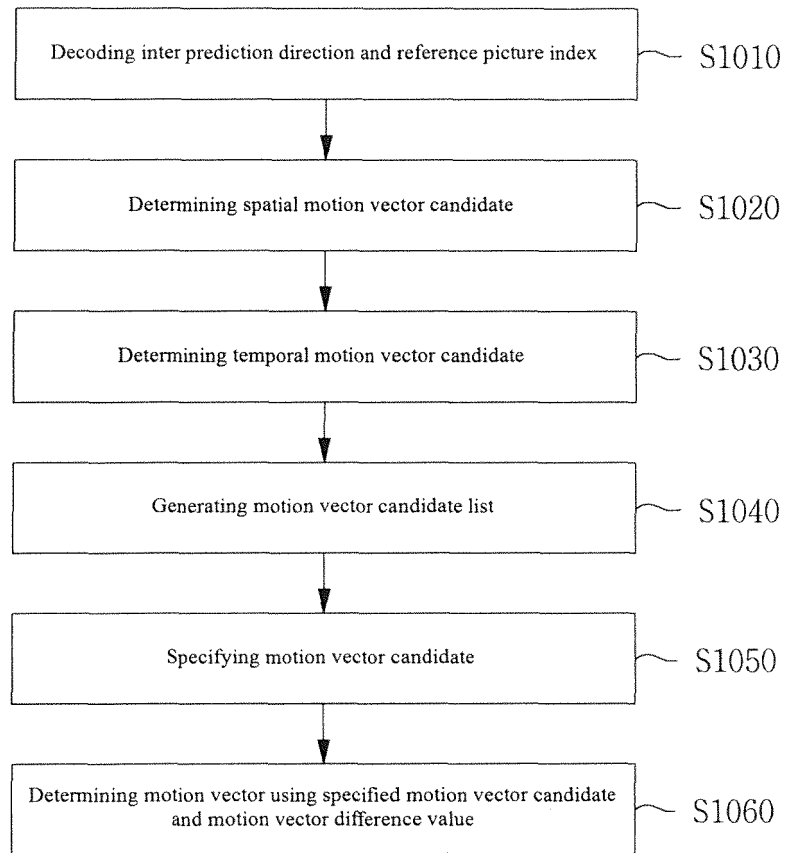 Decoding inter prediction direction and reference picture index S1010
Determining spatial motion vector candidate S1020
Determining temporal motion vector candidate S1030
Generating motion vector candidate list S1040
Specifying motion vector candidate S1050
Determining motion vector using specified motion vector candidate
and motion vector difference value S1060